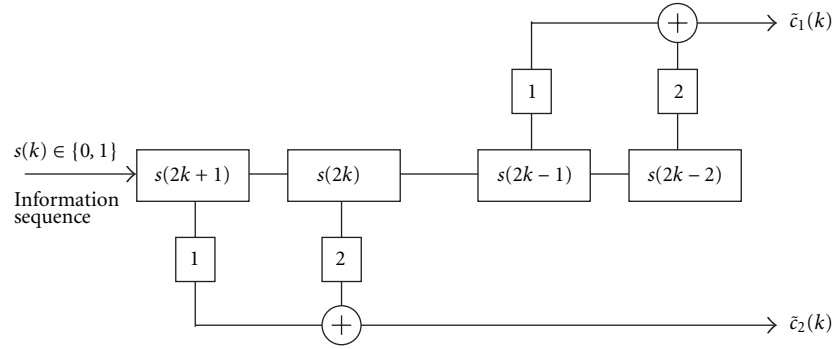 c̃₁(k)
1
2
s(k) ∈ {0, 1}
s(2k + 1)
s(2k)
s(2k − 1)
s(2k − 2)
Information
sequence
1
2
c̃₂(k)